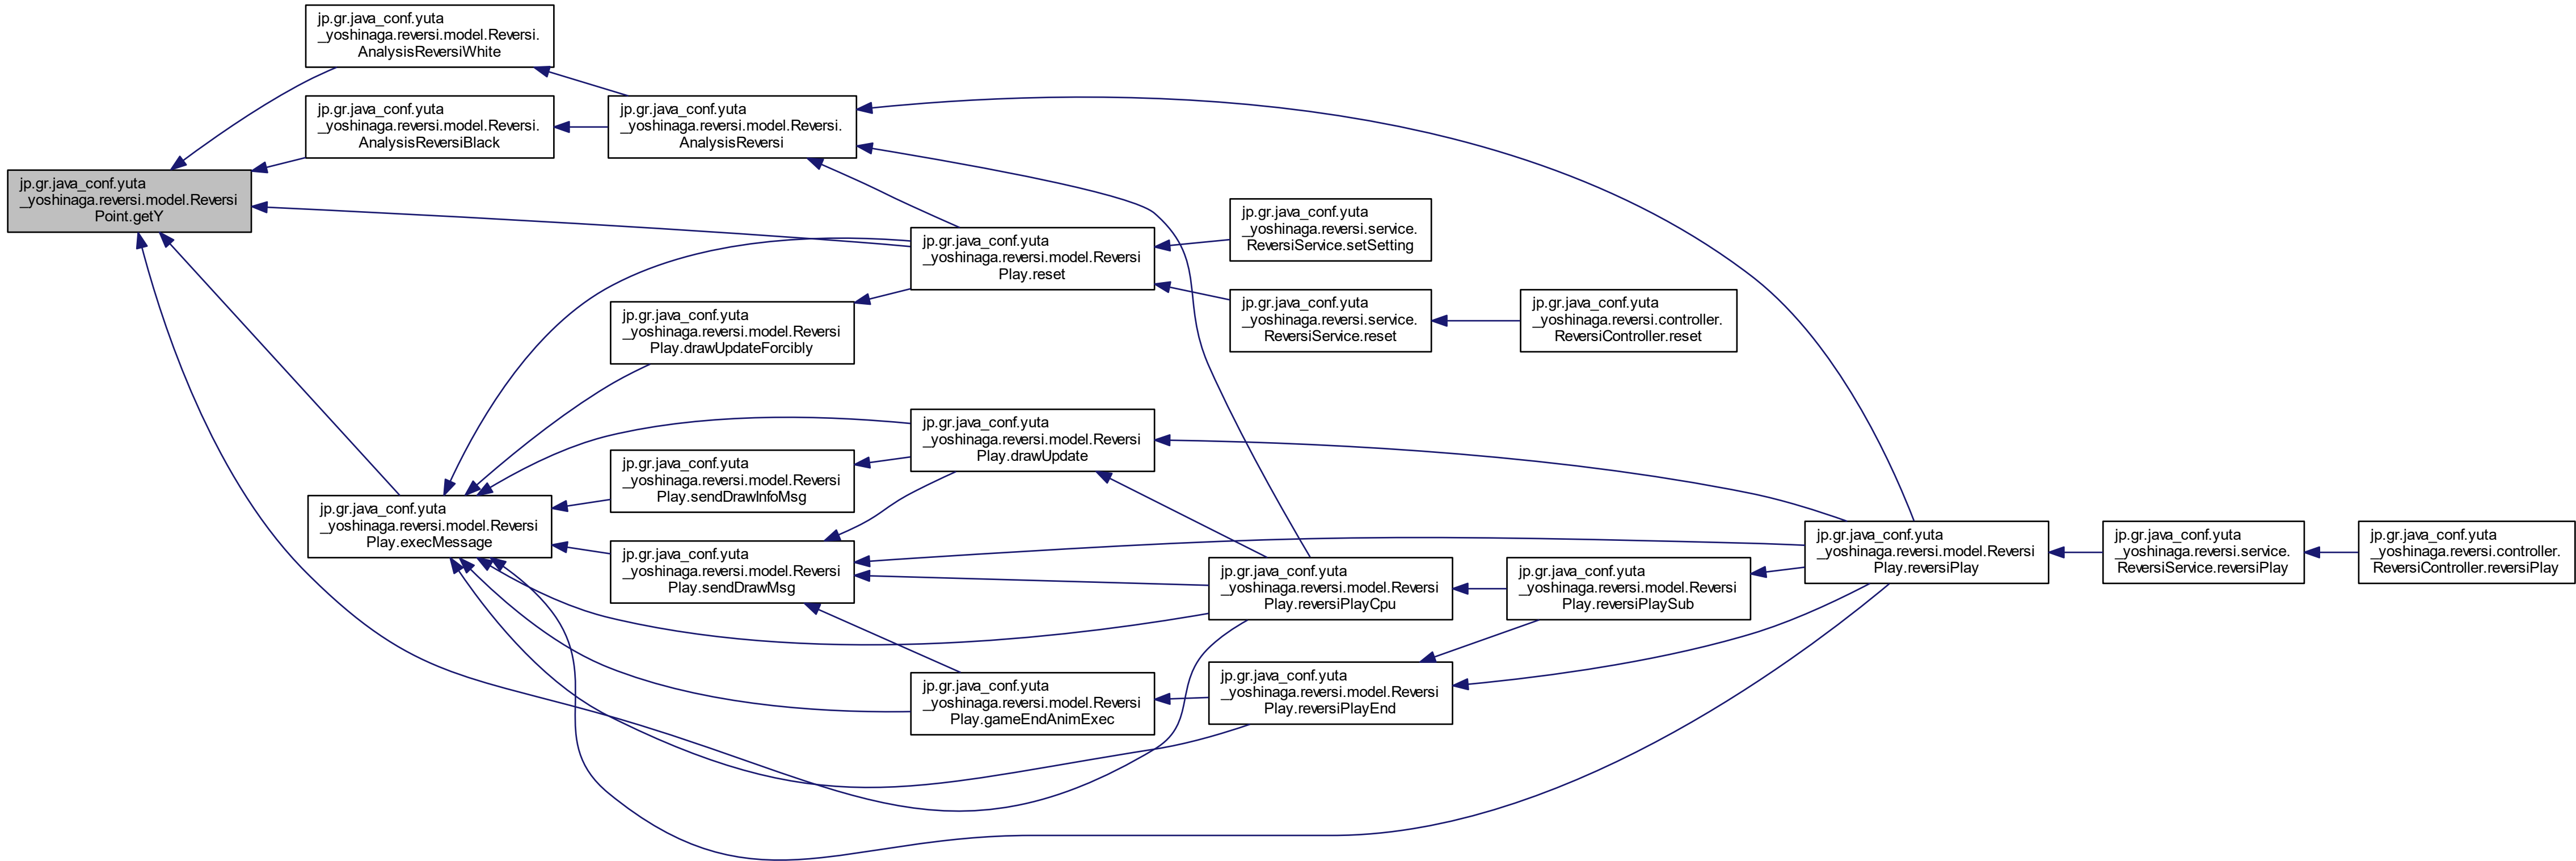 jp.gr.java_conf.yuta
_yoshinaga.reversi.model.Reversi.
AnalysisReversiWhite
jp.gr.java_conf.yuta
_yoshinaga.reversi.model.Reversi.
AnalysisReversiBlack
jp.gr.java_conf.yuta
_yoshinaga.reversi.model.Reversi.
AnalysisReversi
jp.gr.java_conf.yuta
_yoshinaga.reversi.model.Reversi
Point.getY
jp.gr.java_conf.yuta
_yoshinaga.reversi.service.
ReversiService.setSetting
jp.gr.java_conf.yuta
_yoshinaga.reversi.model.Reversi
Play.reset
jp.gr.java_conf.yuta
_yoshinaga.reversi.service.
ReversiService.reset
jp.gr.java_conf.yuta
_yoshinaga.reversi.controller.
ReversiController.reset
jp.gr.java_conf.yuta
_yoshinaga.reversi.model.Reversi
Play.drawUpdateForcibly
jp.gr.java_conf.yuta
_yoshinaga.reversi.model.Reversi
Play.drawUpdate
jp.gr.java_conf.yuta
_yoshinaga.reversi.model.Reversi
Play.sendDrawInfoMsg
jp.gr.java_conf.yuta
_yoshinaga.reversi.model.Reversi
Play.execMessage
jp.gr.java_conf.yuta
_yoshinaga.reversi.model.Reversi
Play.sendDrawMsg
jp.gr.java_conf.yuta
_yoshinaga.reversi.model.Reversi
Play.reversiPlayCpu
jp.gr.java_conf.yuta
_yoshinaga.reversi.model.Reversi
Play.reversiPlaySub
jp.gr.java_conf.yuta
_yoshinaga.reversi.model.Reversi
Play.reversiPlay
jp.gr.java_conf.yuta
_yoshinaga.reversi.service.
ReversiService.reversiPlay
jp.gr.java_conf.yuta
_yoshinaga.reversi.controller.
ReversiController.reversiPlay
jp.gr.java_conf.yuta
_yoshinaga.reversi.model.Reversi
Play.gameEndAnimExec
jp.gr.java_conf.yuta
_yoshinaga.reversi.model.Reversi
Play.reversiPlayEnd